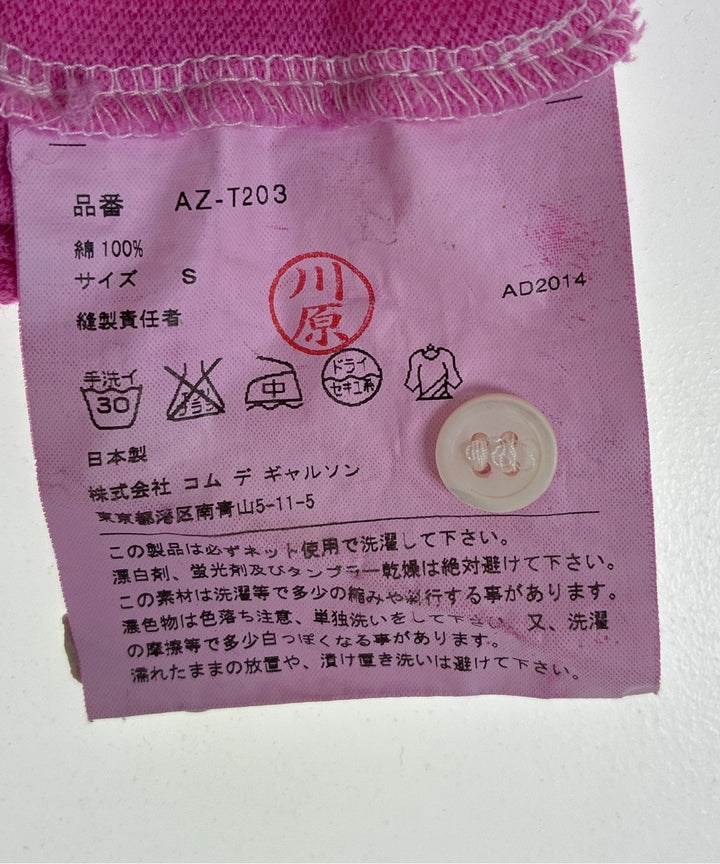 品番 AZ-T203
綿100%
サイズ S
川原
AD2014
縫製責任者
手洗イ 30
中
ドライ
セキユ系
日本製
株式会社 コム デ ギャルソン
東京都港区南青山5-11-5
この製品は必ずネット使用で洗濯して下さい。
漂白剤、蛍光剤及びタンブラー乾燥は絶対避けて下さい。
この素材は洗濯等で多少の縮みや斜行する事があります。
濃色物は色落ち注意、単独洗いをして下さい。又、洗濯
の摩擦等で多少白っぽくなる事があります。
濡れたままの放置や、漬け置き洗いは避けて下さい。